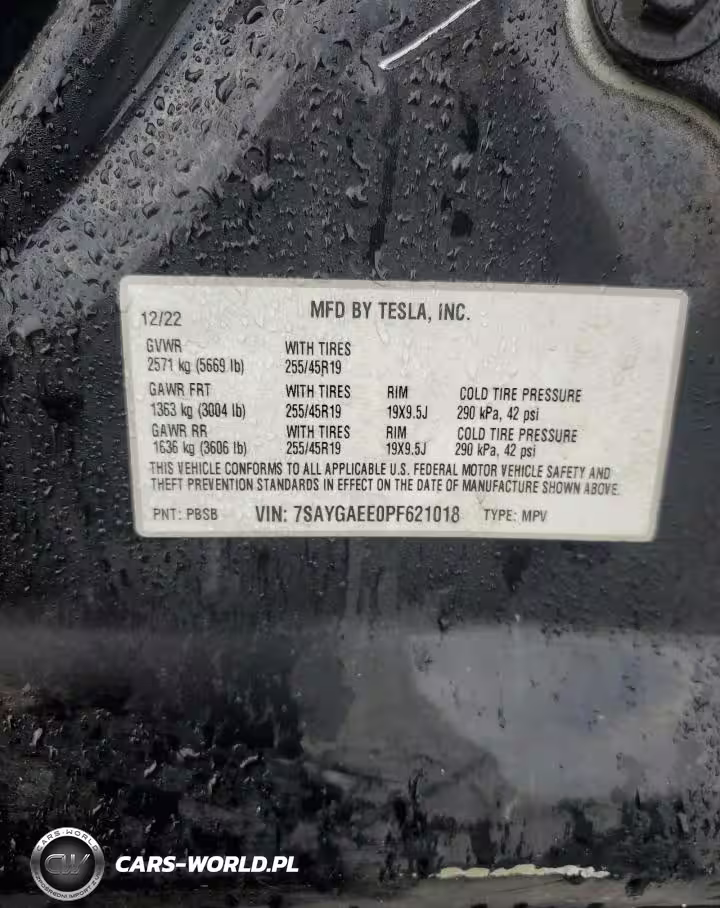 12/22
MFD BY TESLA, INC.
GVWR
2571 kg (5669 lb)
WITH TIRES
255/45R19
GAWR FRT
1363 kg (3004 lb)
WITH TIRES
255/45R19
RIM
19X9.5J
COLD TIRE PRESSURE
290 kPa, 42 psi
GAWR RR
1636 kg (3606 lb)
WITH TIRES
255/45R19
RIM
19X9.5J
COLD TIRE PRESSURE
290 kPa, 42 psi
THIS VEHICLE CONFORMS TO ALL APPLICABLE U.S. FEDERAL MOTOR VEHICLE SAFETY AND
THEFT PREVENTION STANDARDS IN EFFECT ON THE DATE OF MANUFACTURE SHOWN ABOVE.
PNT: PBSB VIN: 7SAYGAEE0PF621018 TYPE: MPV
CARS-WORLD
CW
CARS-WORLD.PL